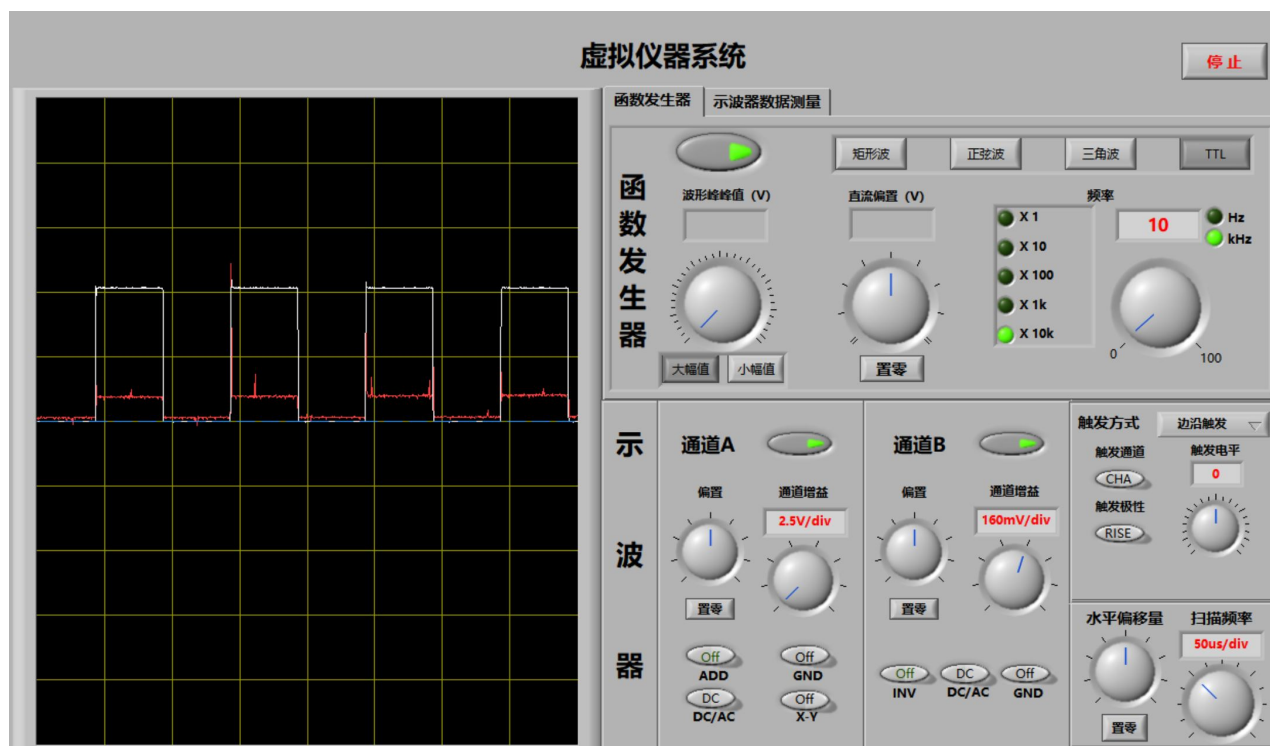 虚拟仪器系统
停止
函数发生器 示波器数据测量
函数发生器
矩形波 正弦波 三角波 TTL
波形峰峰值 (V) 直流偏置 (V) 频率
X 1
X 10
X 100
X 1k
X 10k
10 Hz
kHz
0 100
大幅值 小幅值 置零
示波器
通道A
偏置 通道增益
2.5V/div
置零
Off Off
ADD GND
DC Off
DC/AC X-Y
通道B
偏置 通道增益
160mV/div
置零
Off DC Off
INV DC/AC GND
触发方式 边沿触发
触发通道 触发电平
CHA 0
触发极性
RISE
水平偏移量 扫描频率
50us/div
置零